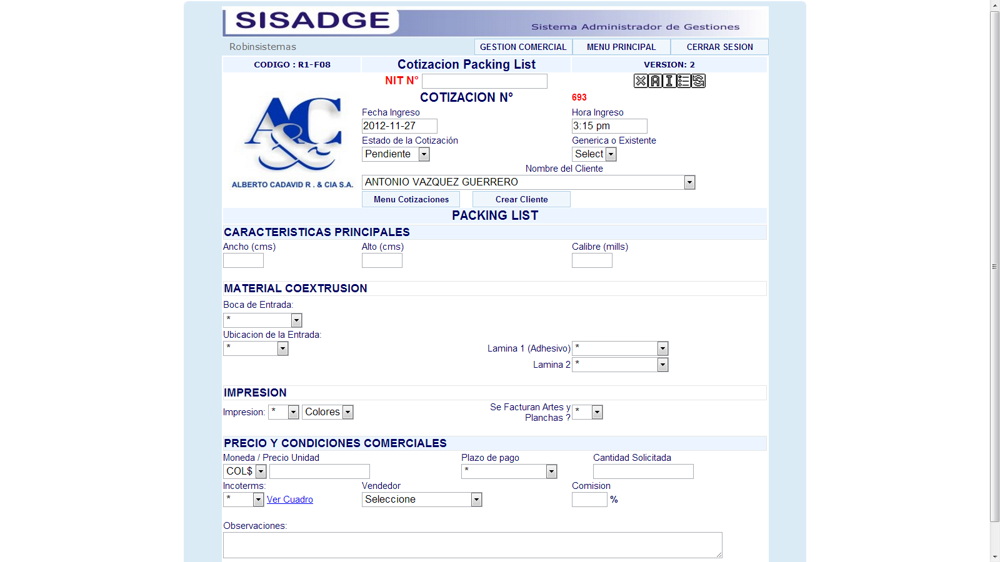 SISADGE
Sistema Administrador de Gestiones
Robinsistemas
GESTION COMERCIAL MENU PRINCIPAL CERRAR SESION
CODIGO : R1-F08 Cotizacion Packing List VERSION: 2
NIT N°
COTIZACION N° 693
Fecha Ingreso Hora Ingreso
2012-11-27 3:15 pm
Estado de la Cotización Generica o Existente
Pendiente Select
Nombre del Cliente
ANTONIO VAZQUEZ GUERRERO
A&C
ALBERTO CADAVID R . & CIA S.A.
Menu Cotizaciones Crear Cliente
PACKING LIST
CARACTERISTICAS PRINCIPALES
Ancho (cms) Alto (cms) Calibre (mills)
MATERIAL COEXTRUSION
Boca de Entrada:
*
Ubicacion de la Entrada:
* Lamina 1 (Adhesivo) *
Lamina 2 *
IMPRESION
Impresion: * Colores Se Facturan Artes y
Planchas ? *
PRECIO Y CONDICIONES COMERCIALES
Moneda / Precio Unidad Plazo de pago Cantidad Solicitada
COL$ *
Incoterms: Vendedor Comision
* Ver Cuadro Seleccione %
Observaciones: